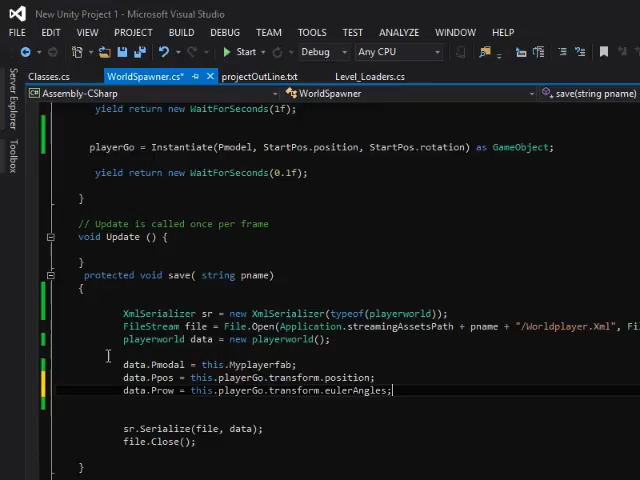 New Unity Project 1 - Microsoft Visual Studio
FILE EDIT VIEW PROJECT BUILD DEBUG TEAM TOOLS TEST ARCHITECTURE ANALYZE WINDOW HELP
Start Debug Any CPU
Server Explorer
Toolbox
Classes.cs WorldSpawner.cs* projectOutLine.txt Level_Loaders.cs
Assembly-CSharp WorldSpawner save(string pname)
yield return new WaitForSeconds(1f);
playerGo = Instantiate(Pmodel, StartPos.position, StartPos.rotation) as GameObject;
yield return new WaitForSeconds(0.1f);
}
// Update is called once per frame
void Update () {
}
protected void save( string pname)
{
XmlSerializer sr = new XmlSerializer(typeof(playerworld));
FileStream file = File.Open(Application.streamingAssetsPath + pname + "/Worldplayer.Xml", Fil
playerworld data = new playerworld();
data.Pmodal = this.Myplayerfab;
data.Ppos = this.playerGo.transform.position;
data.Prow = this.playerGo.transform.eulerAngles;
sr.Serialize(file, data);
file.Close();
}